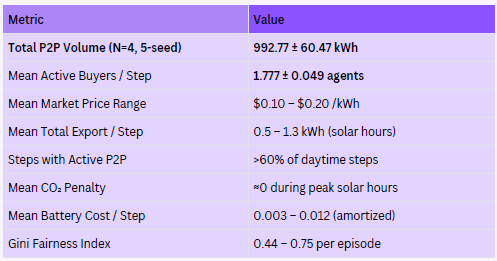 Metric Value
Total P2P Volume (N=4, 5-seed) 992.77 ± 60.47 kWh
Mean Active Buyers / Step 1.777 ± 0.049 agents
Mean Market Price Range $0.10 – $0.20 /kWh
Mean Total Export / Step 0.5 – 1.3 kWh (solar hours)
Steps with Active P2P >60% of daytime steps
Mean CO₂ Penalty ≈0 during peak solar hours
Mean Battery Cost / Step 0.003 – 0.012 (amortized)
Gini Fairness Index 0.44 – 0.75 per episode